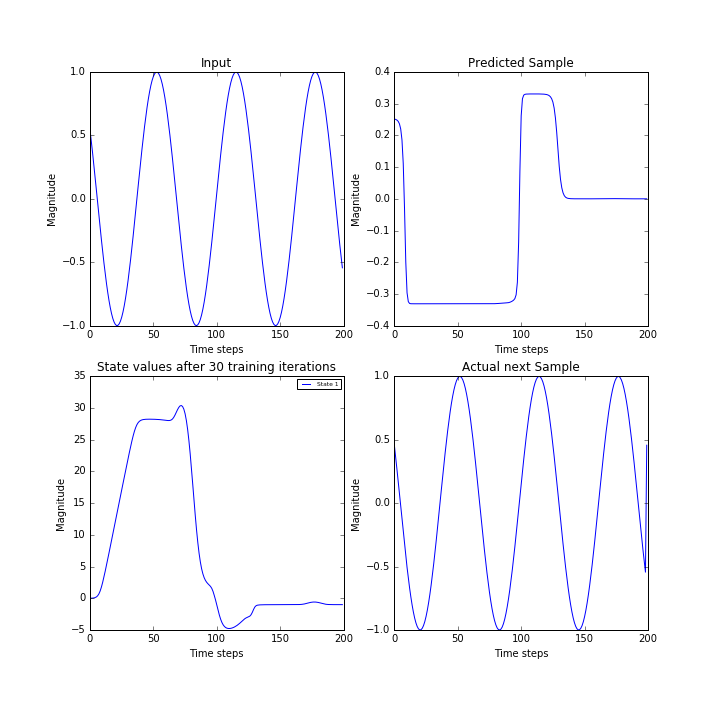 Input
1.0
0.5
0.0
−0.5
−1.0
Magnitude
0 50 100 150 200
Time steps
Predicted Sample
0.4
0.3
0.2
0.1
0.0
−0.1
−0.2
−0.3
−0.4
Magnitude
0 50 100 150 200
Time steps
State values after 30 training iterations
State 1
35
30
25
20
15
10
5
0
−5
Magnitude
0 50 100 150 200
Time steps
Actual next Sample
1.0
0.5
0.0
−0.5
−1.0
Magnitude
0 50 100 150 200
Time steps